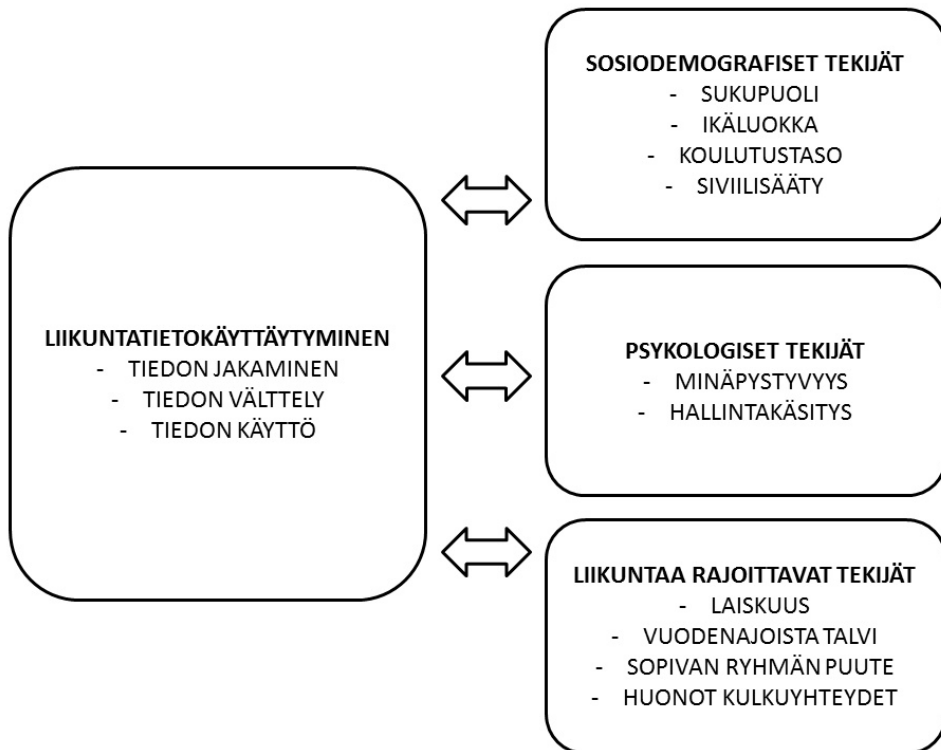 LIIKUNTATIETOKÄYTTÄYTYMINEN
- TIEDON JAKAMINEN
- TIEDON VÄLTTELY
- TIEDON KÄYTTÖ
SOSIODEMOGRAFISET TEKIJÄT
- SUKUPUOLI
- IKÄLUOKKA
- KOULUTUSTASO
- SIVIILISÄÄTY
PSYKOLOGISET TEKIJÄT
- MINÄPYSTYVYYS
- HALLINTAKÄSITYS
LIIKUNTAA RAJOITTAVAT TEKIJÄT
- LAISKUUS
- VUODENAJOISTA TALVI
- SOPIVAN RYHMÄN PUUTE
- HUONOT KULKUYHTEYDET